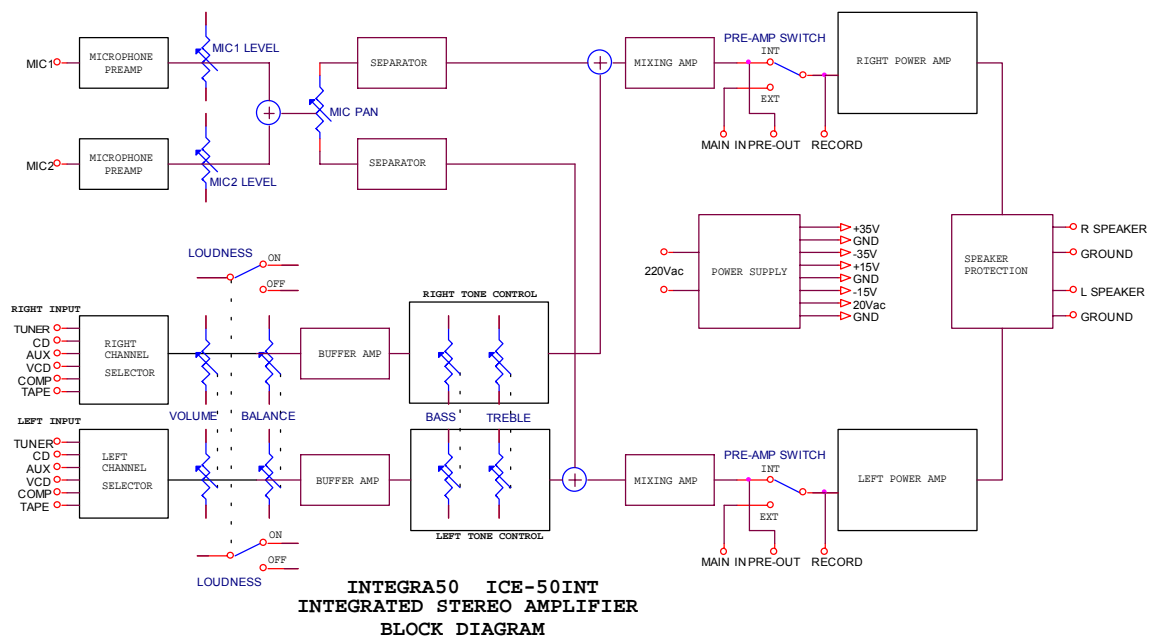 MIC1
MICROPHONE
PREAMP
MIC1 LEVEL
SEPARATOR
MIC PAN
MIC2
MICROPHONE
PREAMP
MIC2 LEVEL
SEPARATOR
MIXING AMP
PRE-AMP SWITCH
INT
EXT
MAIN IN
PRE-OUT
RECORD
RIGHT POWER AMP
220Vac
POWER SUPPLY
+35V
GND
-35V
+15V
GND
-15V
20Vac
GND
SPEAKER
PROTECTION
R SPEAKER
GROUND
L SPEAKER
GROUND
LOUDNESS
ON
OFF
RIGHT INPUT
TUNER
CD
AUX
VCD
COMP
TAPE
RIGHT
CHANNEL
SELECTOR
BUFFER AMP
RIGHT TONE CONTROL
VOLUME
BALANCE
BASS
TREBLE
LEFT INPUT
TUNER
CD
AUX
VCD
COMP
TAPE
LEFT
CHANNEL
SELECTOR
BUFFER AMP
LEFT TONE CONTROL
ON
OFF
LOUDNESS
MIXING AMP
PRE-AMP SWITCH
INT
EXT
MAIN IN
PRE-OUT
RECORD
LEFT POWER AMP
INTEGRA50 ICE-50INT
INTEGRATED STEREO AMPLIFIER
BLOCK DIAGRAM